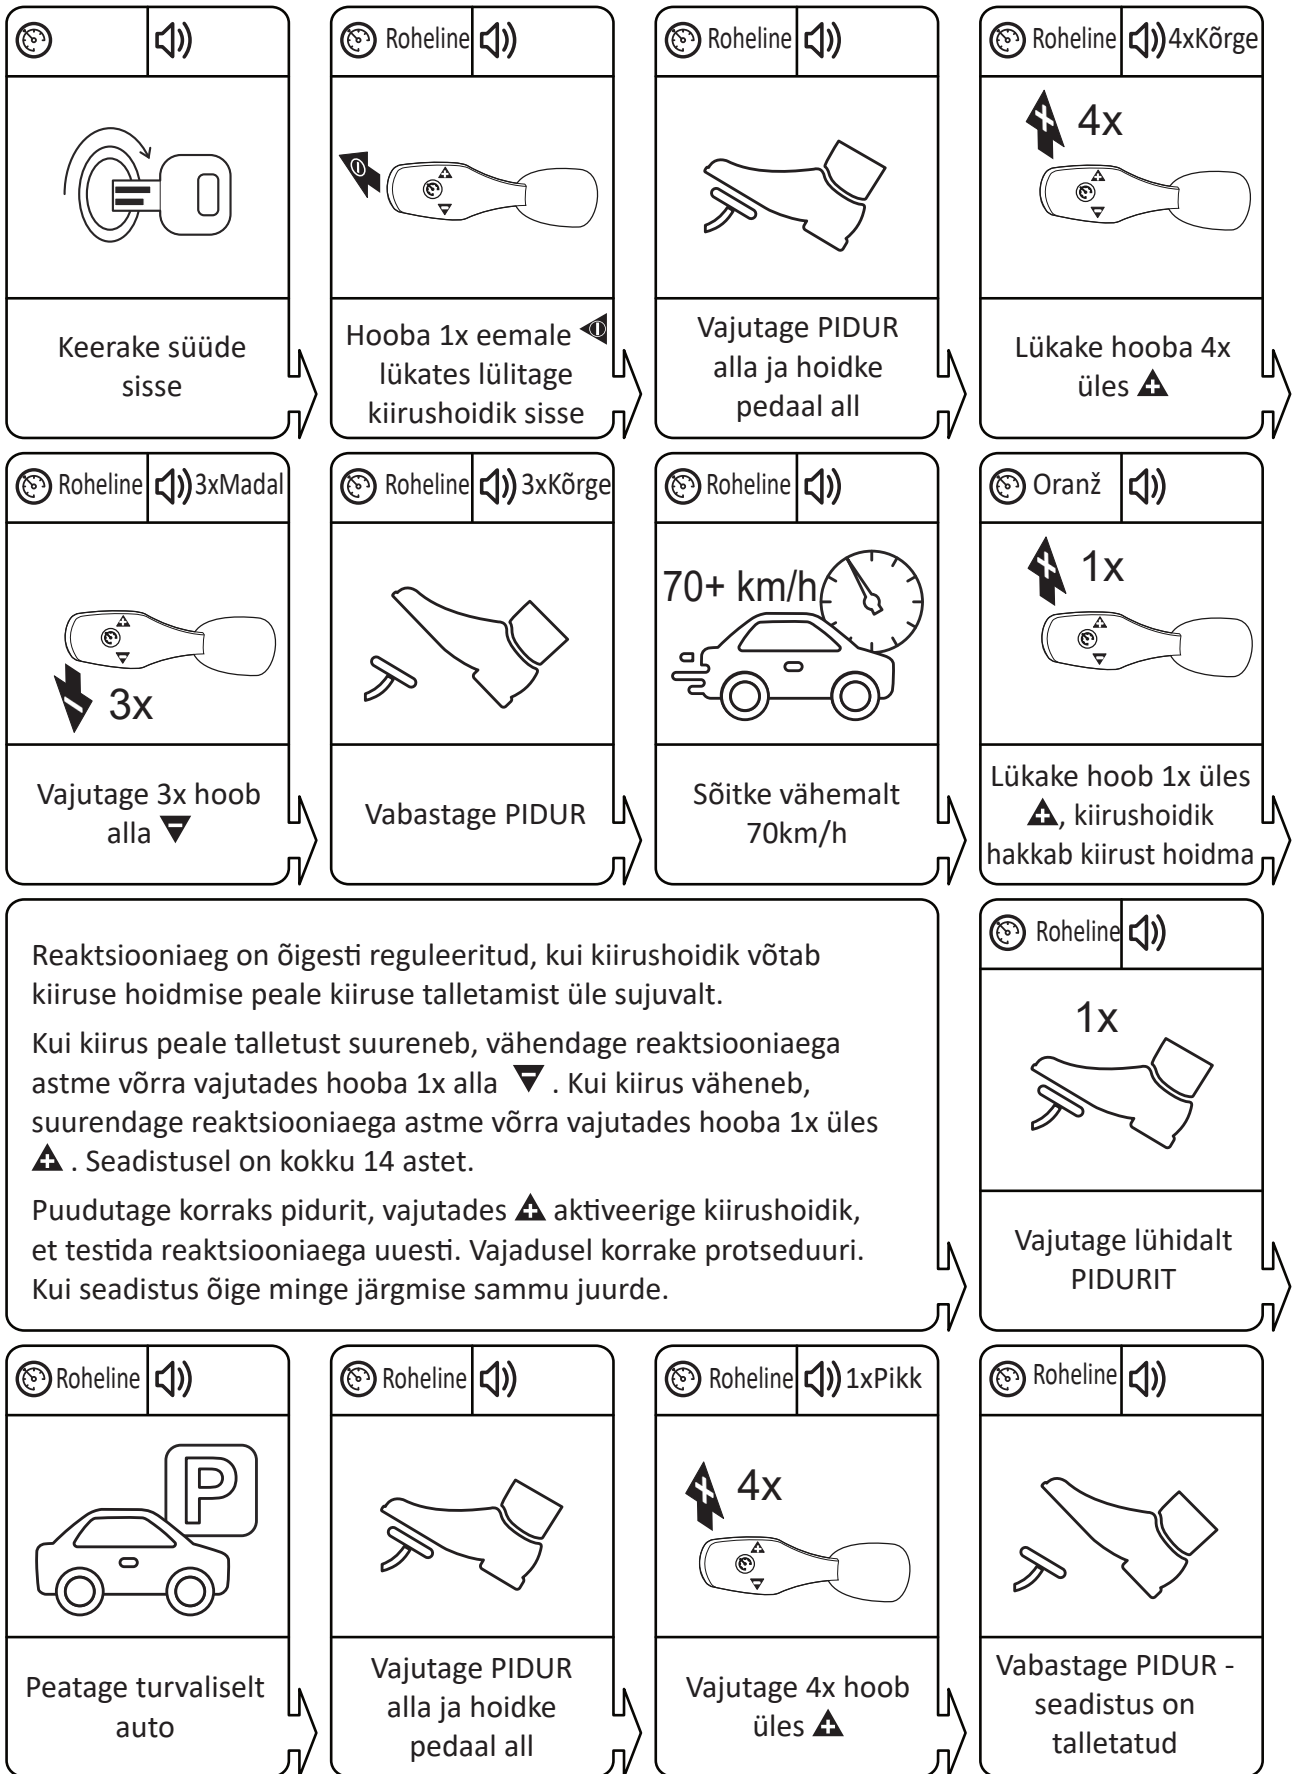 Roheline
Roheline
Roheline 4xKõrge
4x
Keerake süüde
sisse
Hooba 1x eemale
lükates lülitage
kiirushoidik sisse
Vajutage PIDUR
alla ja hoidke
pedaal all
Lükake hooba 4x
üles
Roheline 3xMadal
Roheline 3xKõrge
Roheline
Oranž
3x
70+ km/h
1x
Vajutage 3x hoob
alla
Vabastage PIDUR
Sõitke vähemalt
70km/h
Lükake hoob 1x üles
, kiirushoidik
hakkab kiirust hoidma
Reaktsiooniaeg on õigesti reguleeritud, kui kiirushoidik võtab
kiiruse hoidmise peale kiiruse talletamist üle sujuvalt.
Kui kiirus peale talletust suureneb, vähendage reaktsiooniaega
astme võrra vajutades hooba 1x alla . Kui kiirus väheneb,
suurendage reaktsiooniaega astme võrra vajutades hooba 1x üles
. Seadistusel on kokku 14 astet.
Puudutage korraks pidurit, vajutades aktiveerige kiirushoidik,
et testida reaktsiooniaega uuesti. Vajadusel korrake protseduuri.
Kui seadistus õige minge järgmise sammu juurde.
Roheline
1x
Vajutage lühidalt
PIDURIT
Roheline
Roheline
Roheline 1xPikk
Roheline
P
4x
Peatage turvaliselt
auto
Vajutage PIDUR
alla ja hoidke
pedaal all
Vajutage 4x hoob
üles
Vabastage PIDUR -
seadistus on
talletatud